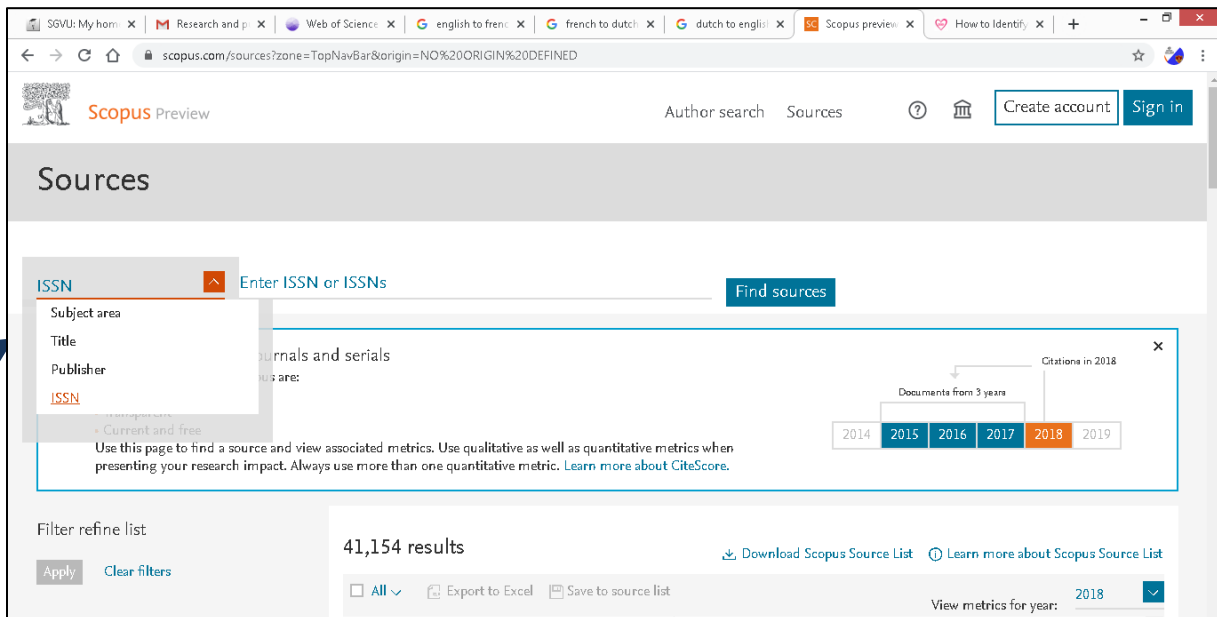 SGVU: My hom
Research and p
Web of Science
english to frenc
french to dutch
dutch to englis
Scopus preview
How to Identify
scopus.com/sources?zone=TopNavBar&origin=NO%20ORIGIN%20DEFINED
Scopus Preview
Author search Sources
Create account
Sign in
Sources
ISSN
Enter ISSN or ISSNs
Find sources
Subject area
Title
Publisher
ISSN
ournals and serials
us are:
• Transparent
• Current and free
Use this page to find a source and view associated metrics. Use qualitative as well as quantitative metrics when
presenting your research impact. Always use more than one quantitative metric. Learn more about CiteScore.
Citations in 2018
Documents from 3 years
2014 2015 2016 2017 2018 2019
Filter refine list
Apply Clear filters
41,154 results
Download Scopus Source List
Learn more about Scopus Source List
All
Export to Excel
Save to source list
View metrics for year: 2018